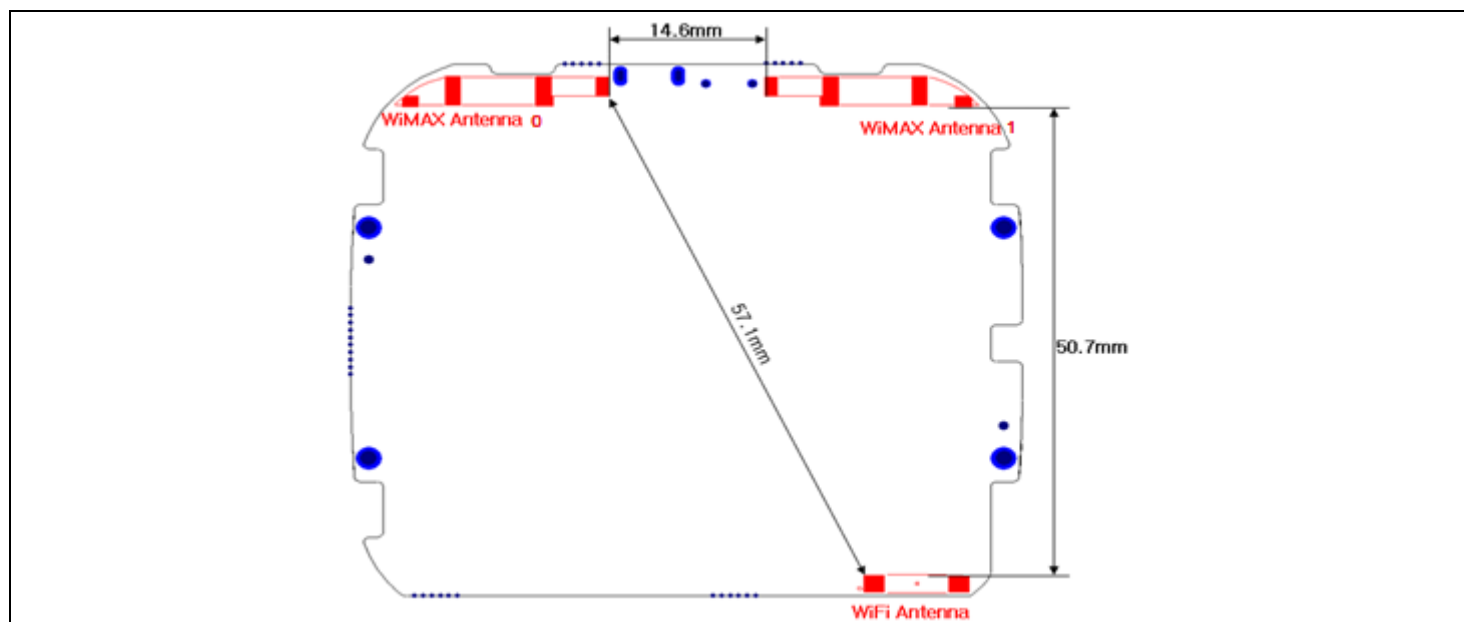 14.6mm
WiMAX Antenna 0
WiMAX Antenna 1
57.1mm
50.7mm
WiFi Antenna